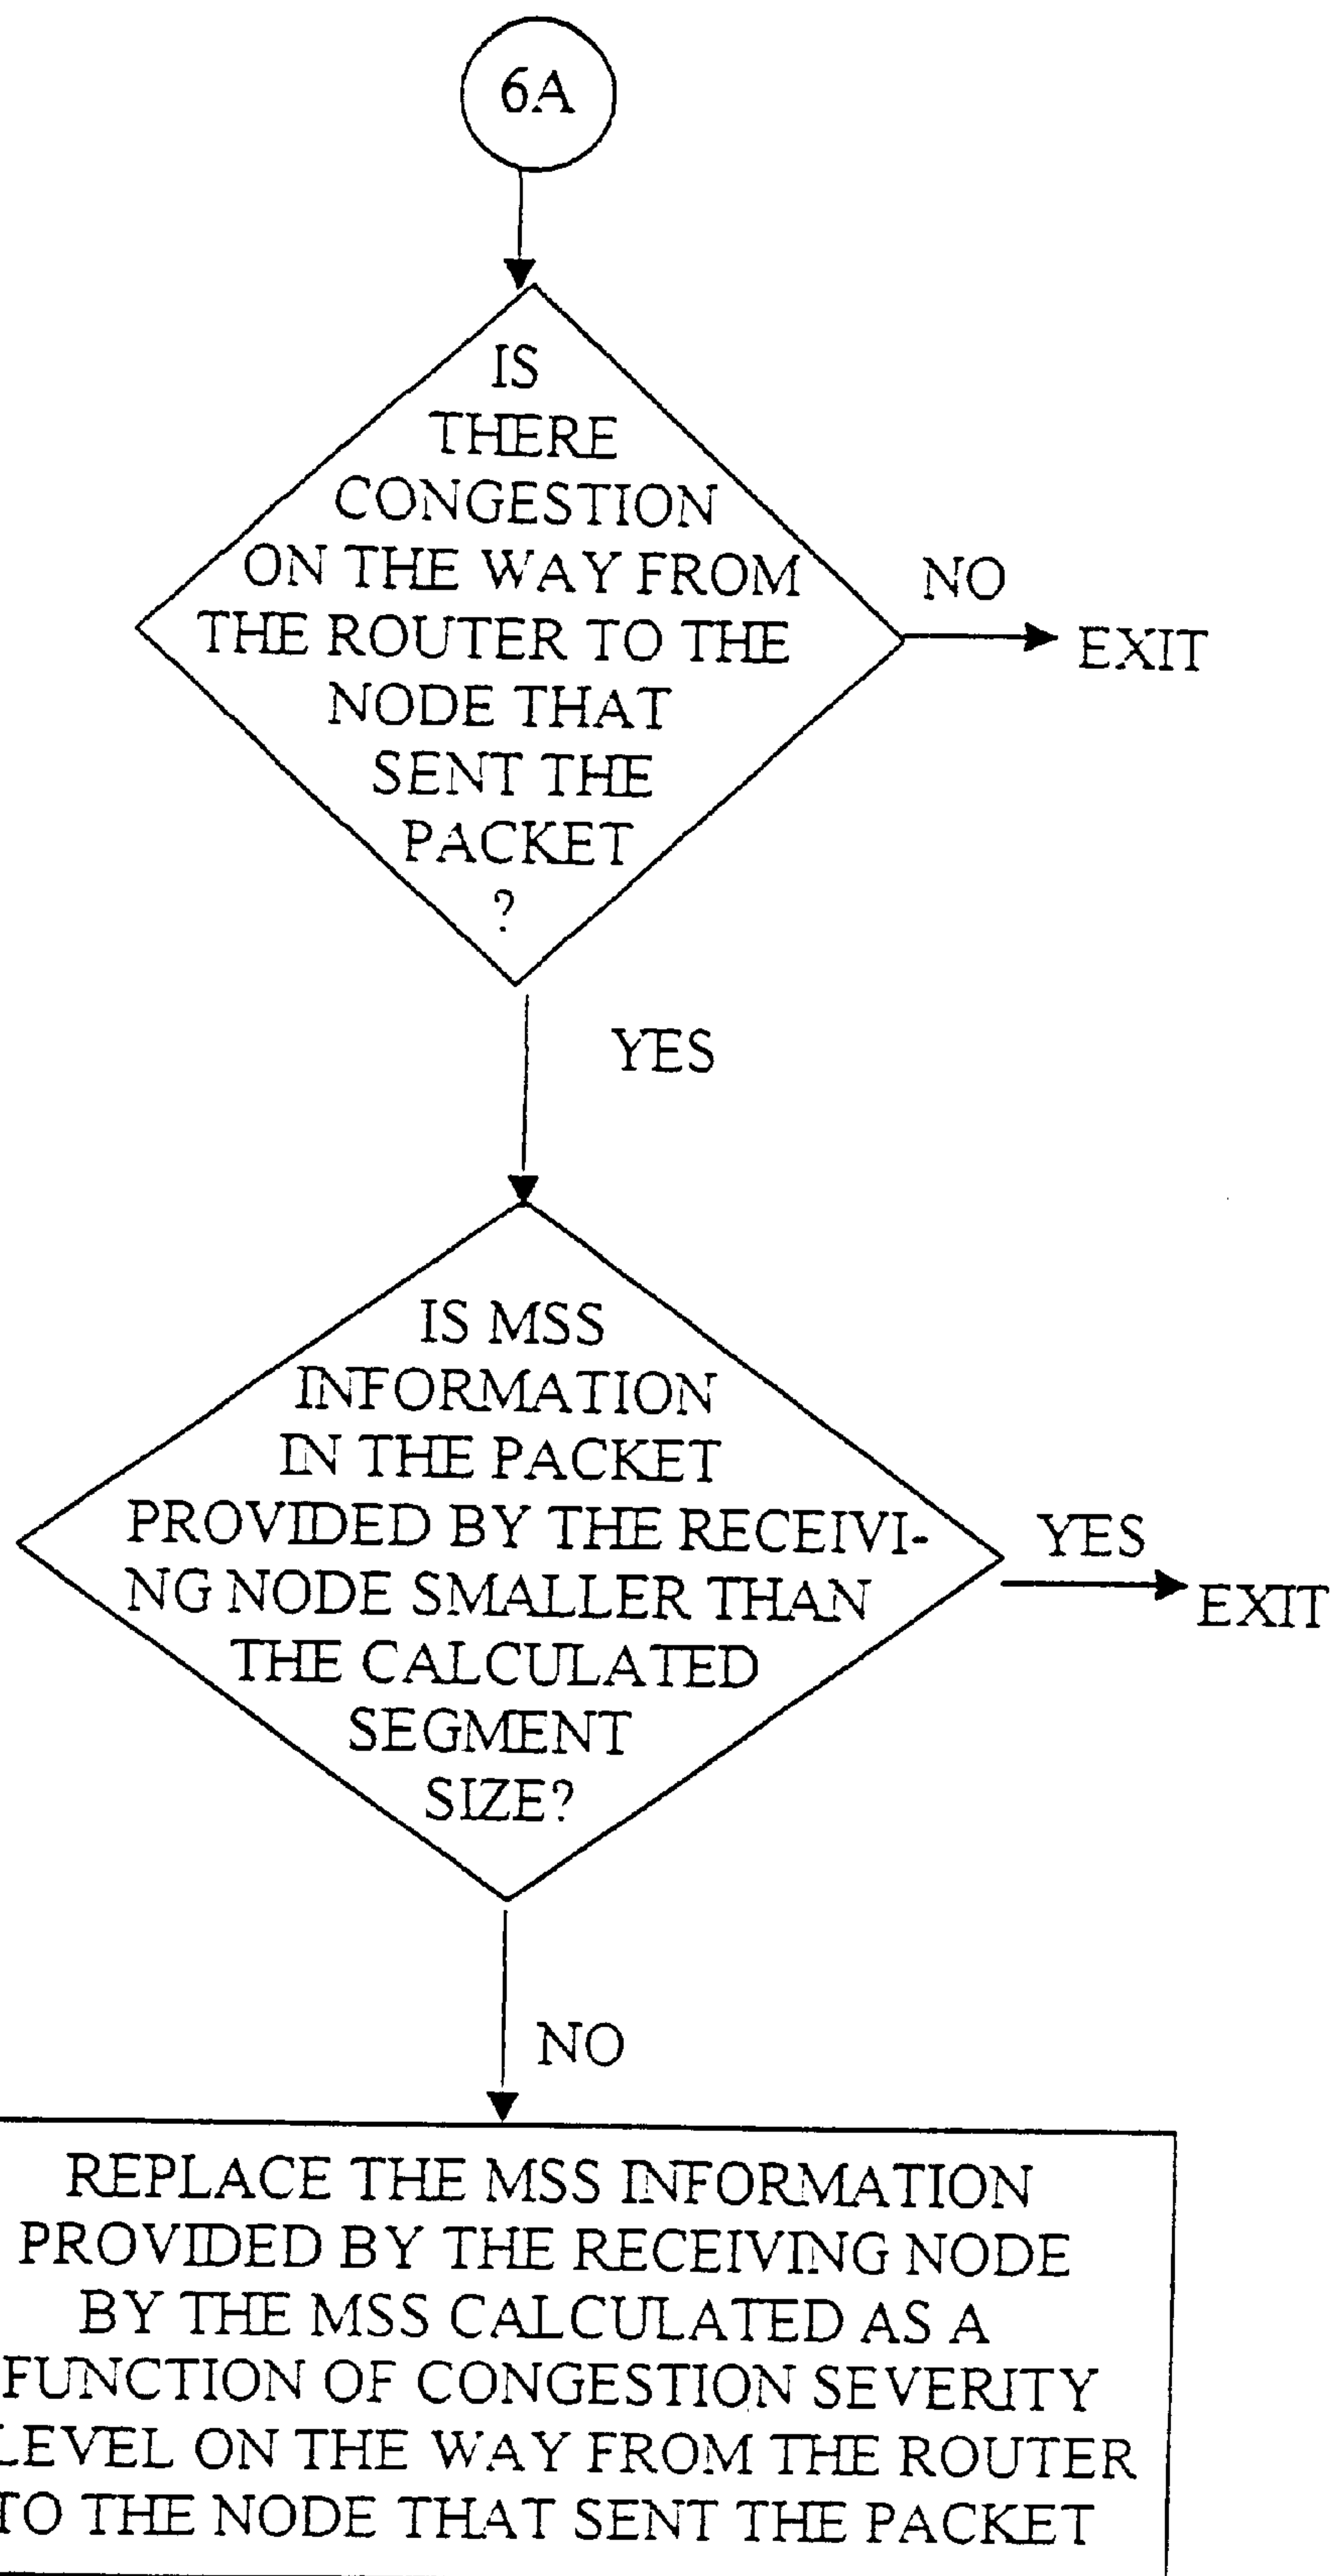 6A
IS
THERE
CONGESTION
ON THE WAY FROM
THE ROUTER TO THE
NODE THAT
SENT THE
PACKET
?
NO
EXIT
YES
IS MSS
INFORMATION
IN THE PACKET
PROVIDED BY THE RECEIVI-
NG NODE SMALLER THAN
THE CALCULATED
SEGMENT
SIZE?
YES
EXIT
NO
REPLACE THE MSS INFORMATION
PROVIDED BY THE RECEIVING NODE
BY THE MSS CALCULATED AS A
FUNCTION OF CONGESTION SEVERITY
LEVEL ON THE WAY FROM THE ROUTER
TO THE NODE THAT SENT THE PACKET